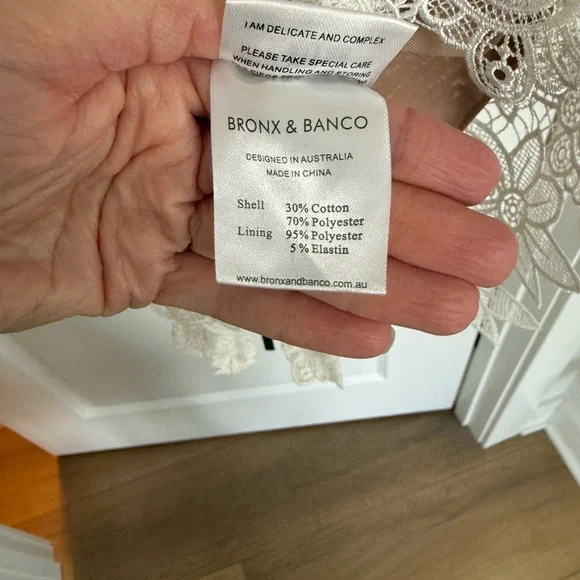 I AM DELICATE AND COMPLEX
PLEASE TAKE SPECIAL CARE
WHEN HANDLING AND STORING
BRONX & BANCO
DESIGNED IN AUSTRALIA
MADE IN CHINA
Shell 30% Cotton
70% Polyester
Lining 95% Polyester
5% Elastin
www.bronxandbanco.com.au